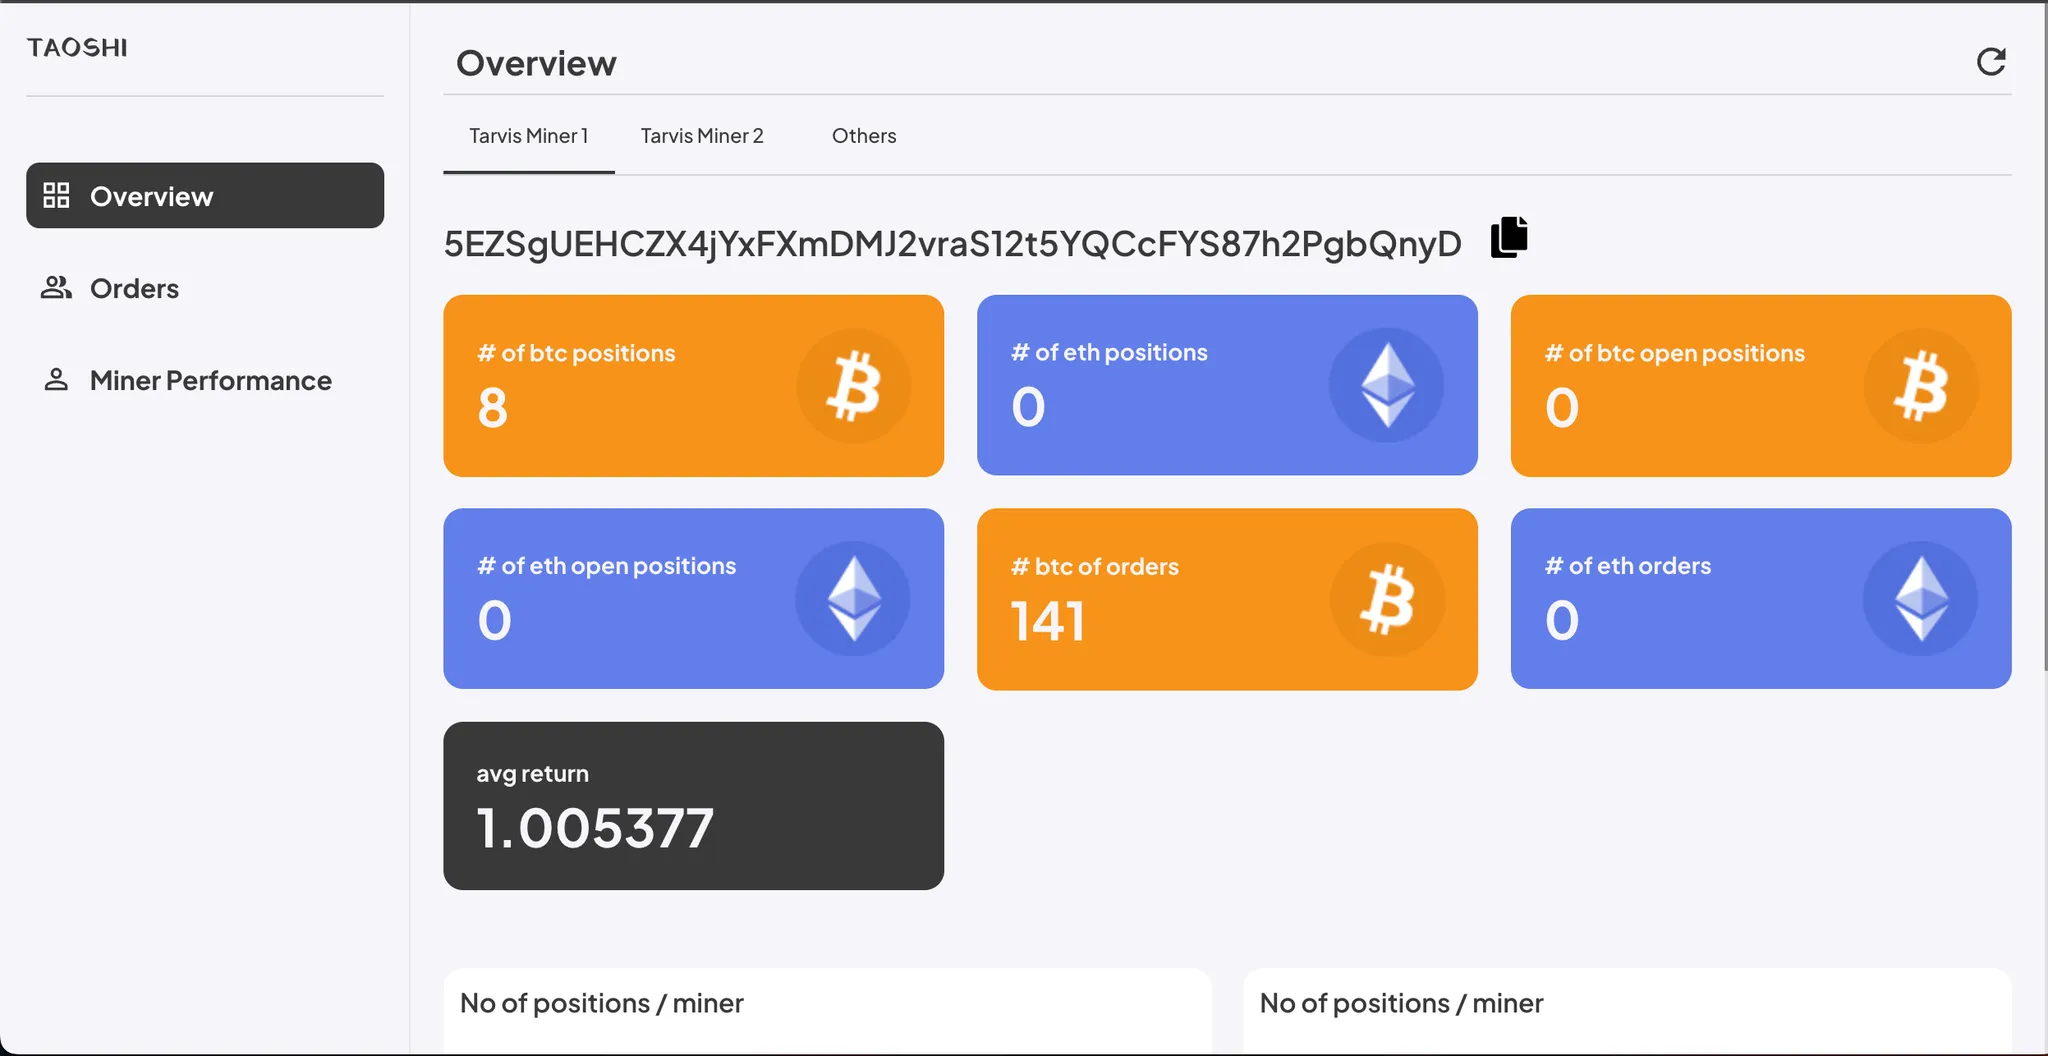 TAOSHI
Overview
Orders
Miner Performance
Overview
Tarvis Miner 1
Tarvis Miner 2
Others
5EZSgUEHCZX4jYxFXmDMJ2vraS12t5YQCcFYS87h2PgbQnyD
# of btc positions
8
# of eth positions
0
# of btc open positions
0
# of eth open positions
0
# btc of orders
141
# of eth orders
0
avg return
1.005377
No of positions / miner
No of positions / miner